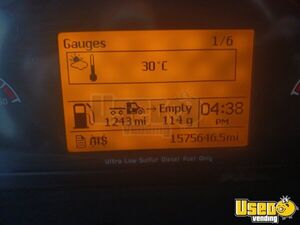 Gauges 1/6
30°C
Empty
1243 mi 114 g
04:38 PM
1575646.5mi
Ultra Low Sulfur Diesel Fuel Only
Used vending